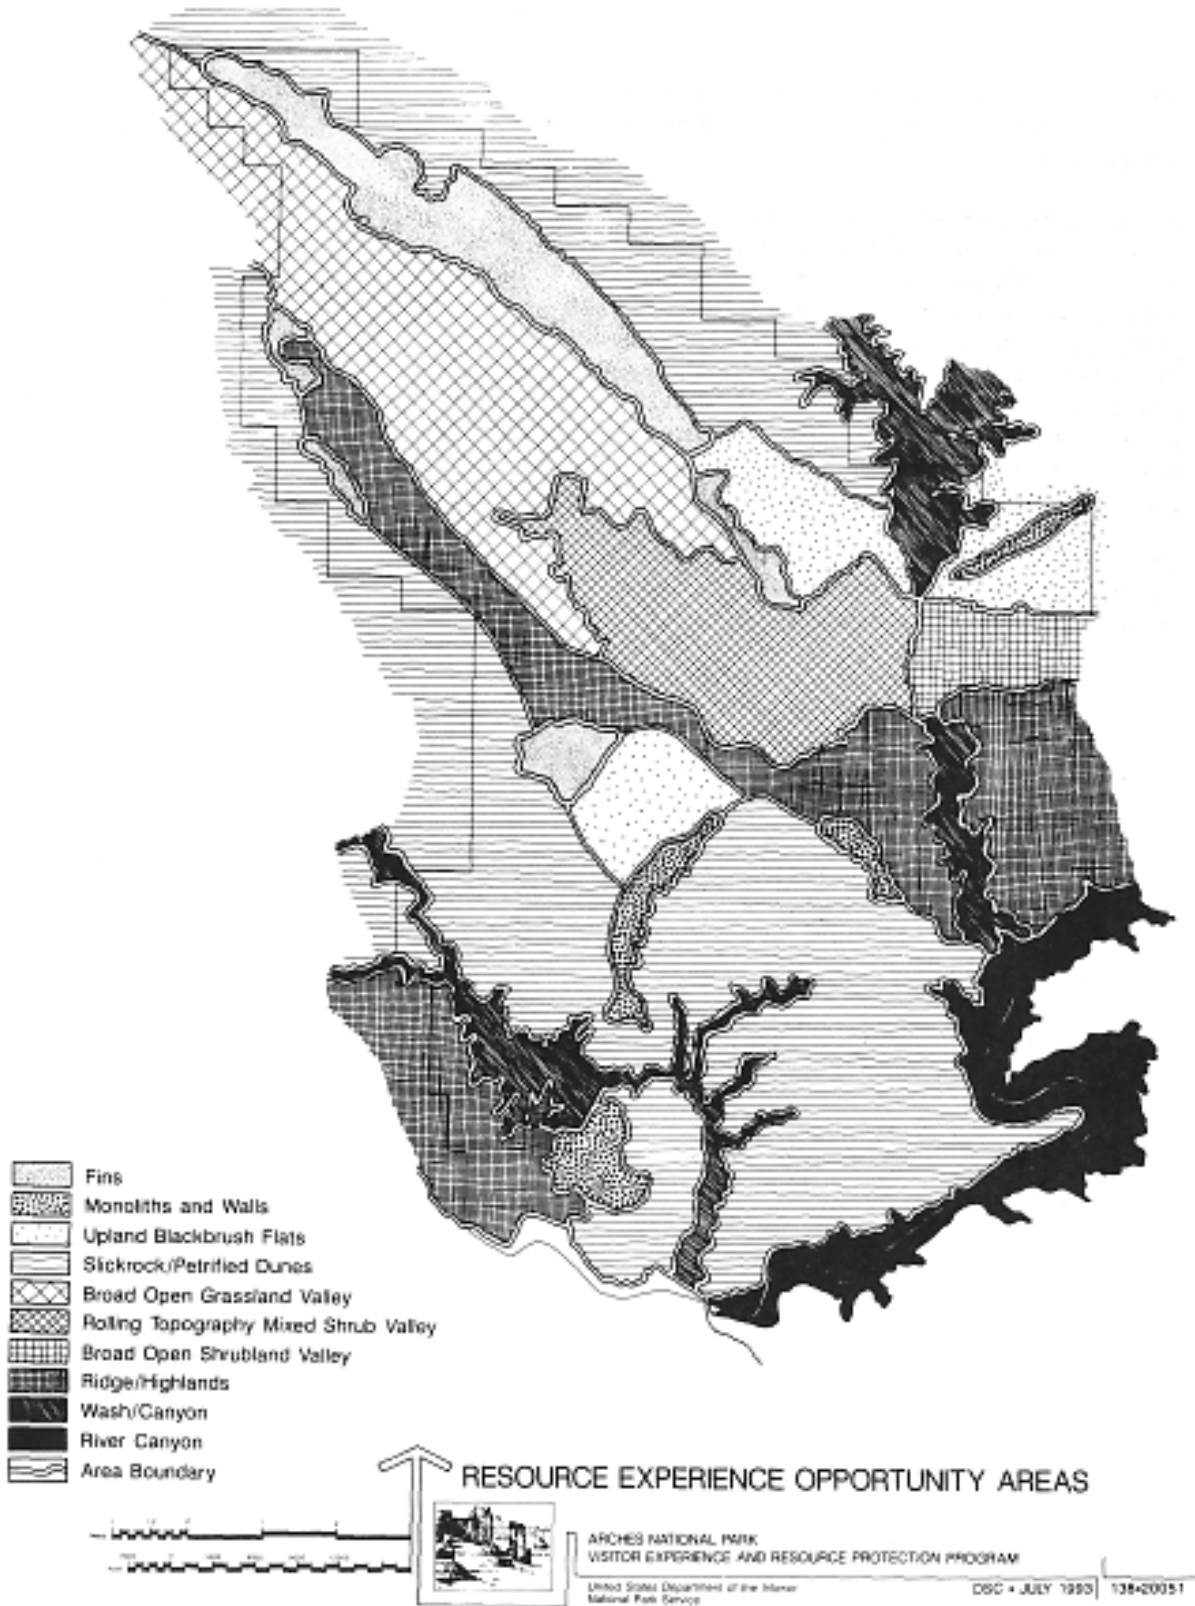 Fins
Monoliths and Walls
Upland Blackbrush Flats
Slickrock/Petrified Dunes
Broad Open Grassland Valley
Rolling Topography Mixed Shrub Valley
Broad Open Shrubland Valley
Ridge/Highlands
Wash/Canyon
River Canyon
Area Boundary
RESOURCE EXPERIENCE OPPORTUNITY AREAS
ARCHES NATIONAL PARK
VISITOR EXPERIENCE AND RESOURCE PROTECTION PROGRAM
United States Department of the Interior
National Park Service
DSC • JULY 1993 138•20051